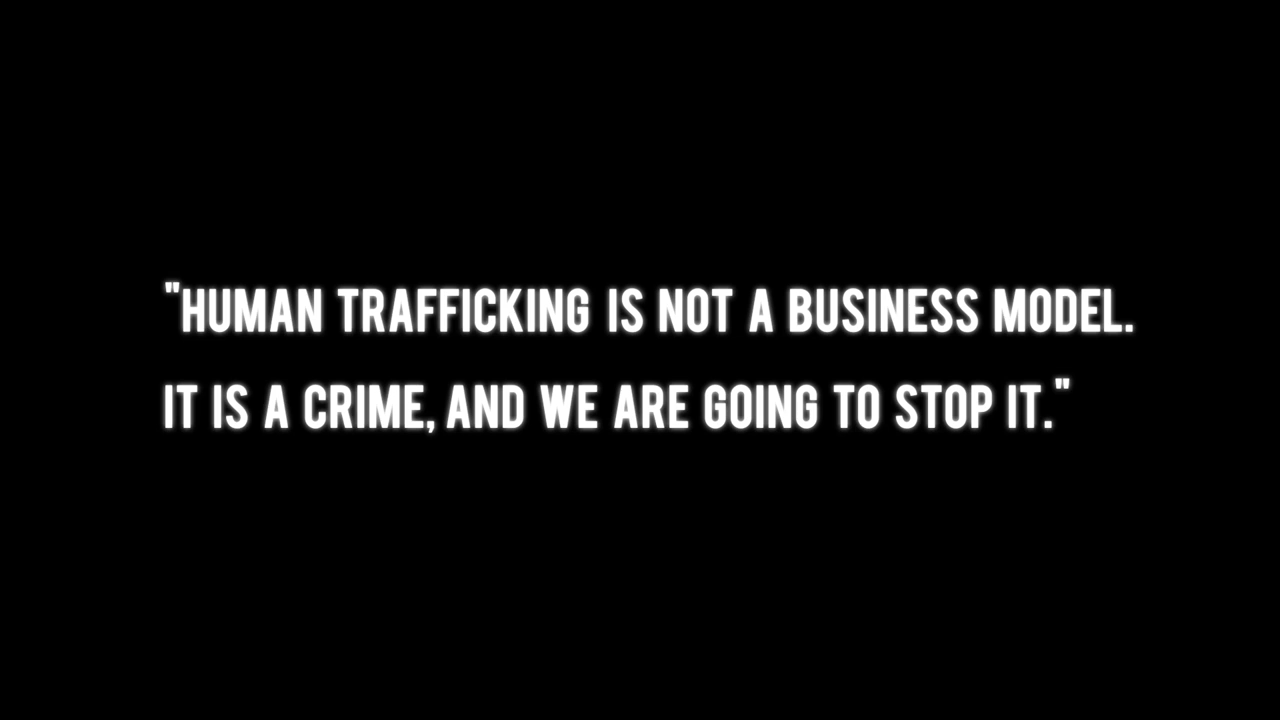 "HUMAN TRAFFICKING IS NOT A BUSINESS MODEL.
IT IS A CRIME, AND WE ARE GOING TO STOP IT."